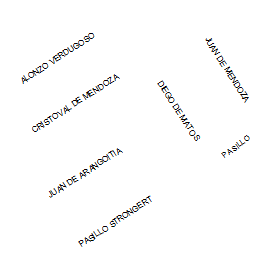 ALONZO VERDUGOSO
JUAN DE MENDOZA
CRISTOVAL DE MENDOZA
DIEGO DE MATOS
PASILLO
JUAN DE ARANGOITIA
PASILLO STRONGERT